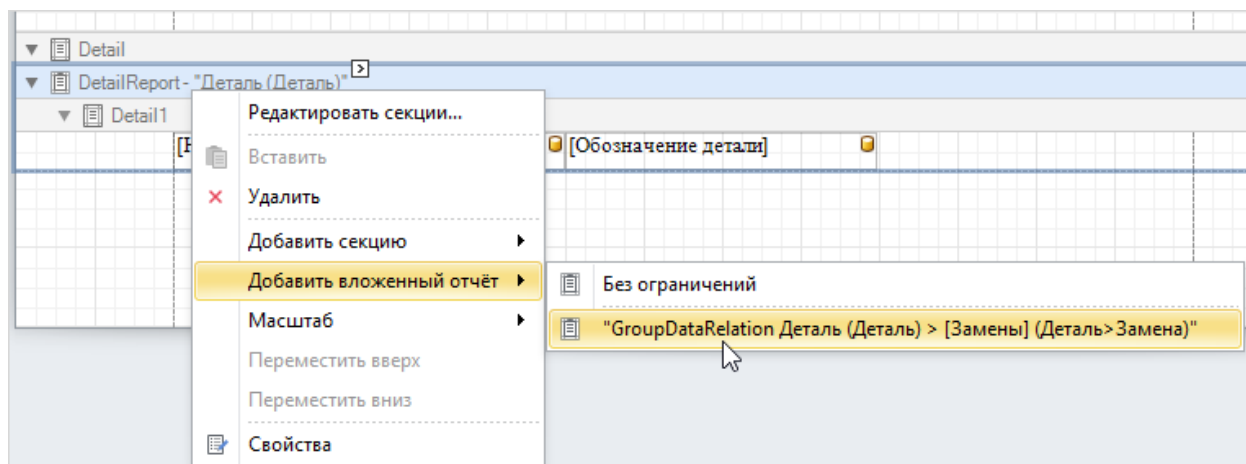 Detail
DetailReport - "Деталь (Деталь)"
Detail1
Редактировать секции...
[Обозначение детали]
Вставить
Удалить
Добавить секцию
Добавить вложенный отчёт
Без ограничений
Масштаб
"GroupDataRelation Деталь (Деталь) > [Замены] (Деталь>Замена)"
Переместить вверх
Переместить вниз
Свойства